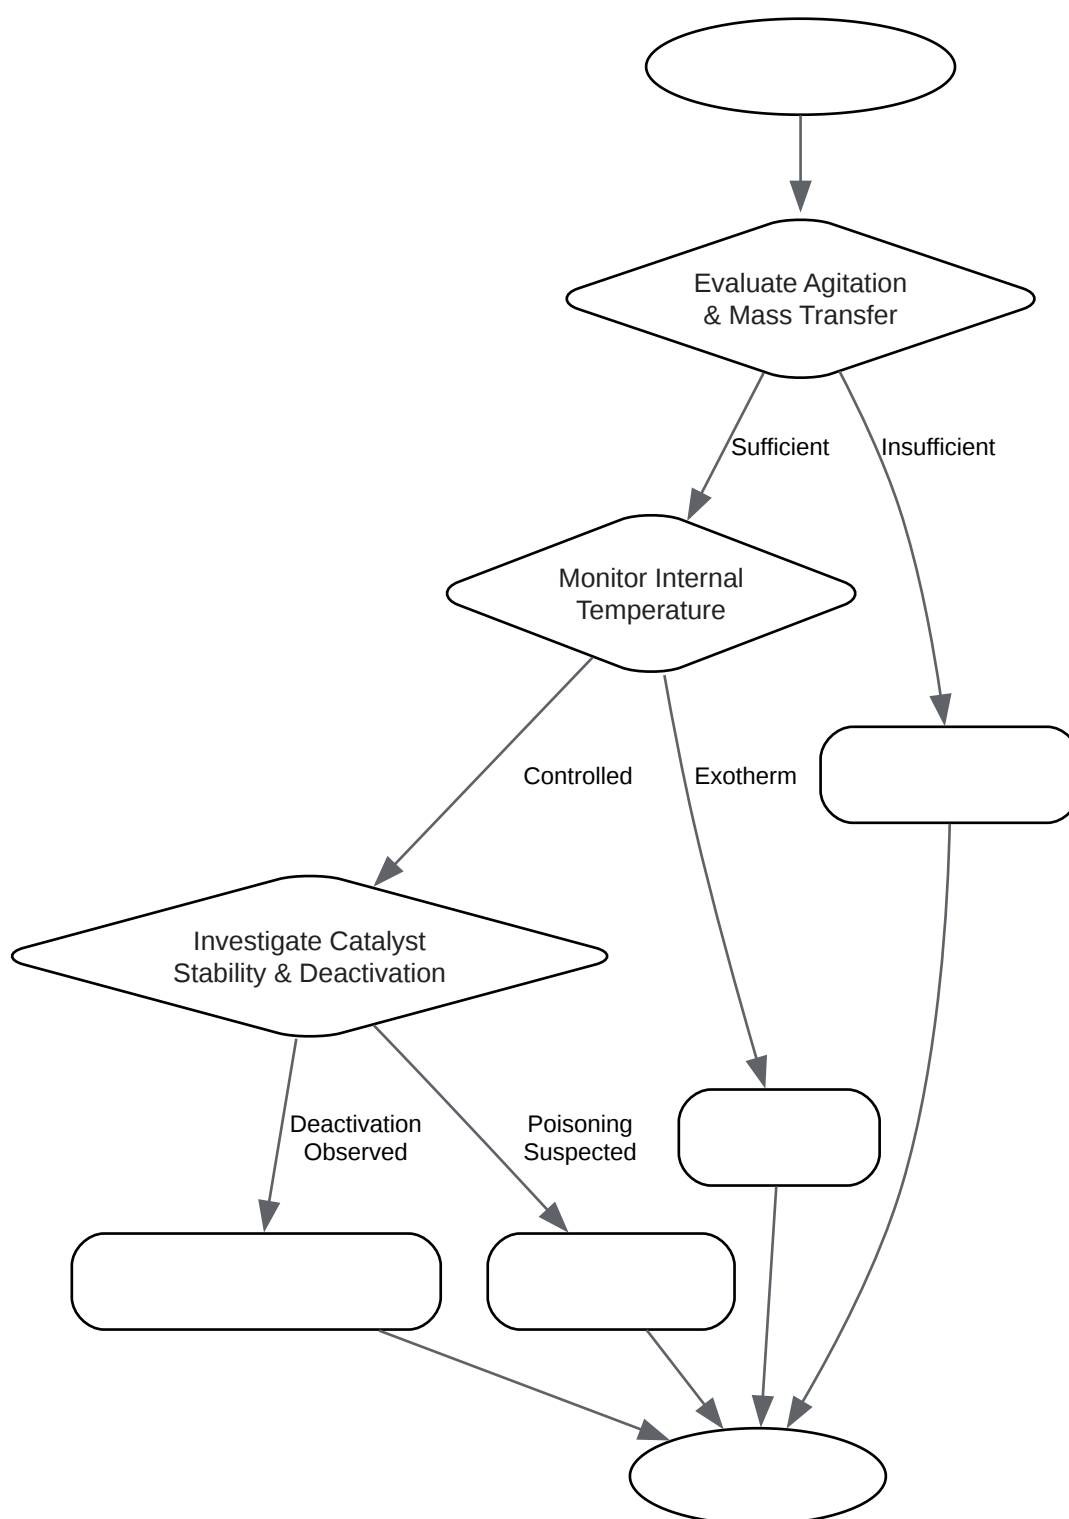 Evaluate Agitation
& Mass Transfer
Sufficient
Insufficient
Monitor Internal
Temperature
Controlled
Exotherm
Investigate Catalyst
Stability & Deactivation
Deactivation
Observed
Poisoning
Suspected